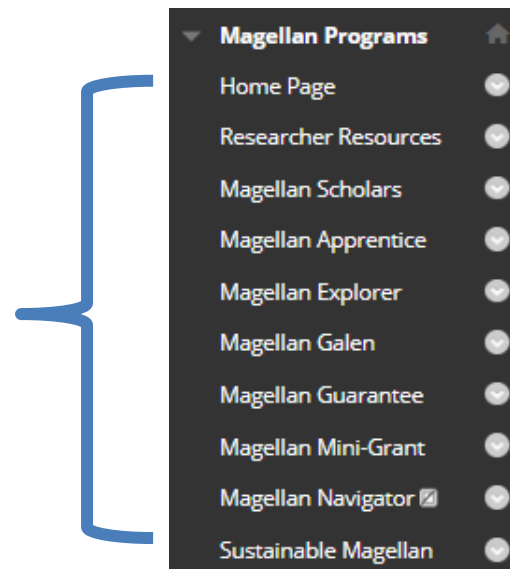 Magellan Programs
Home Page
Researcher Resources
Magellan Scholars
Magellan Apprentice
Magellan Explorer
Magellan Galen
Magellan Guarantee
Magellan Mini-Grant
Magellan Navigator
Sustainable Magellan